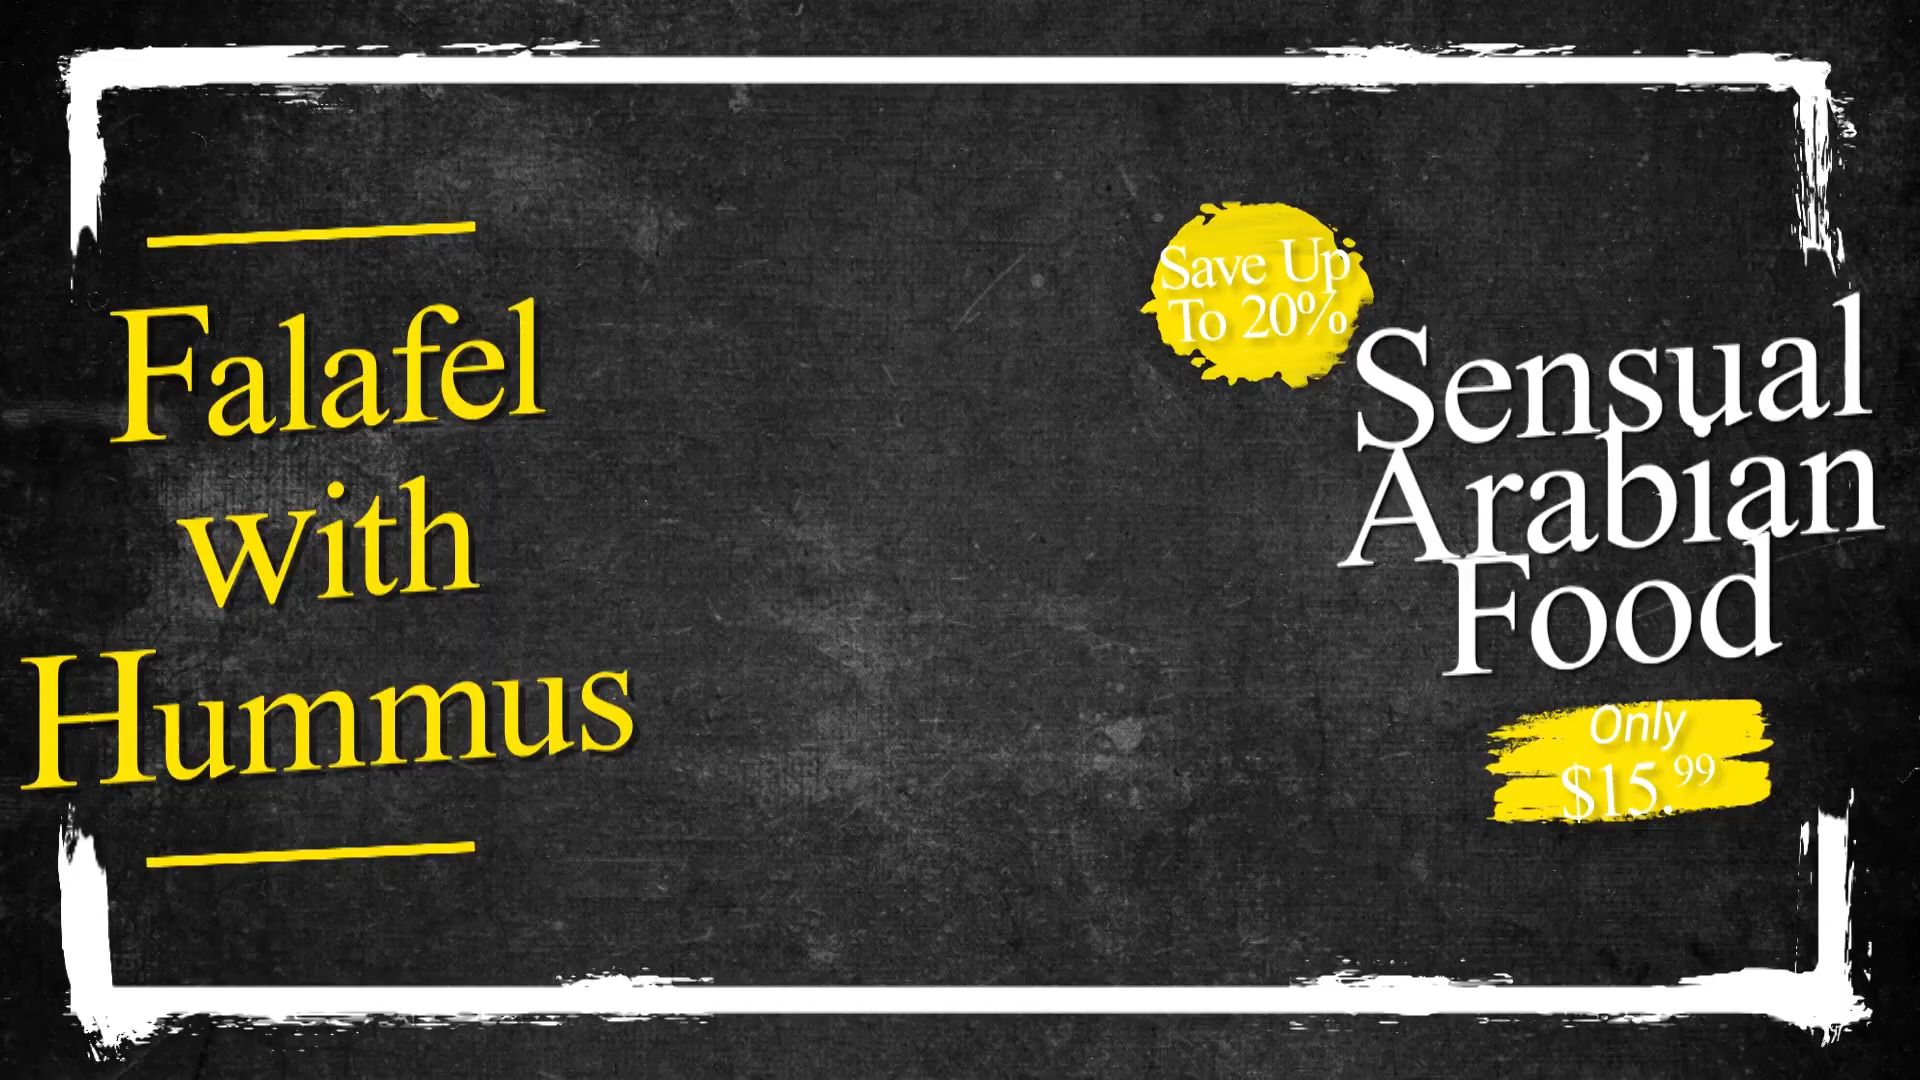 Falafel
with
Hummus
Save Up
To 20%
Sensual
Arabian
Food
Only
$15.99